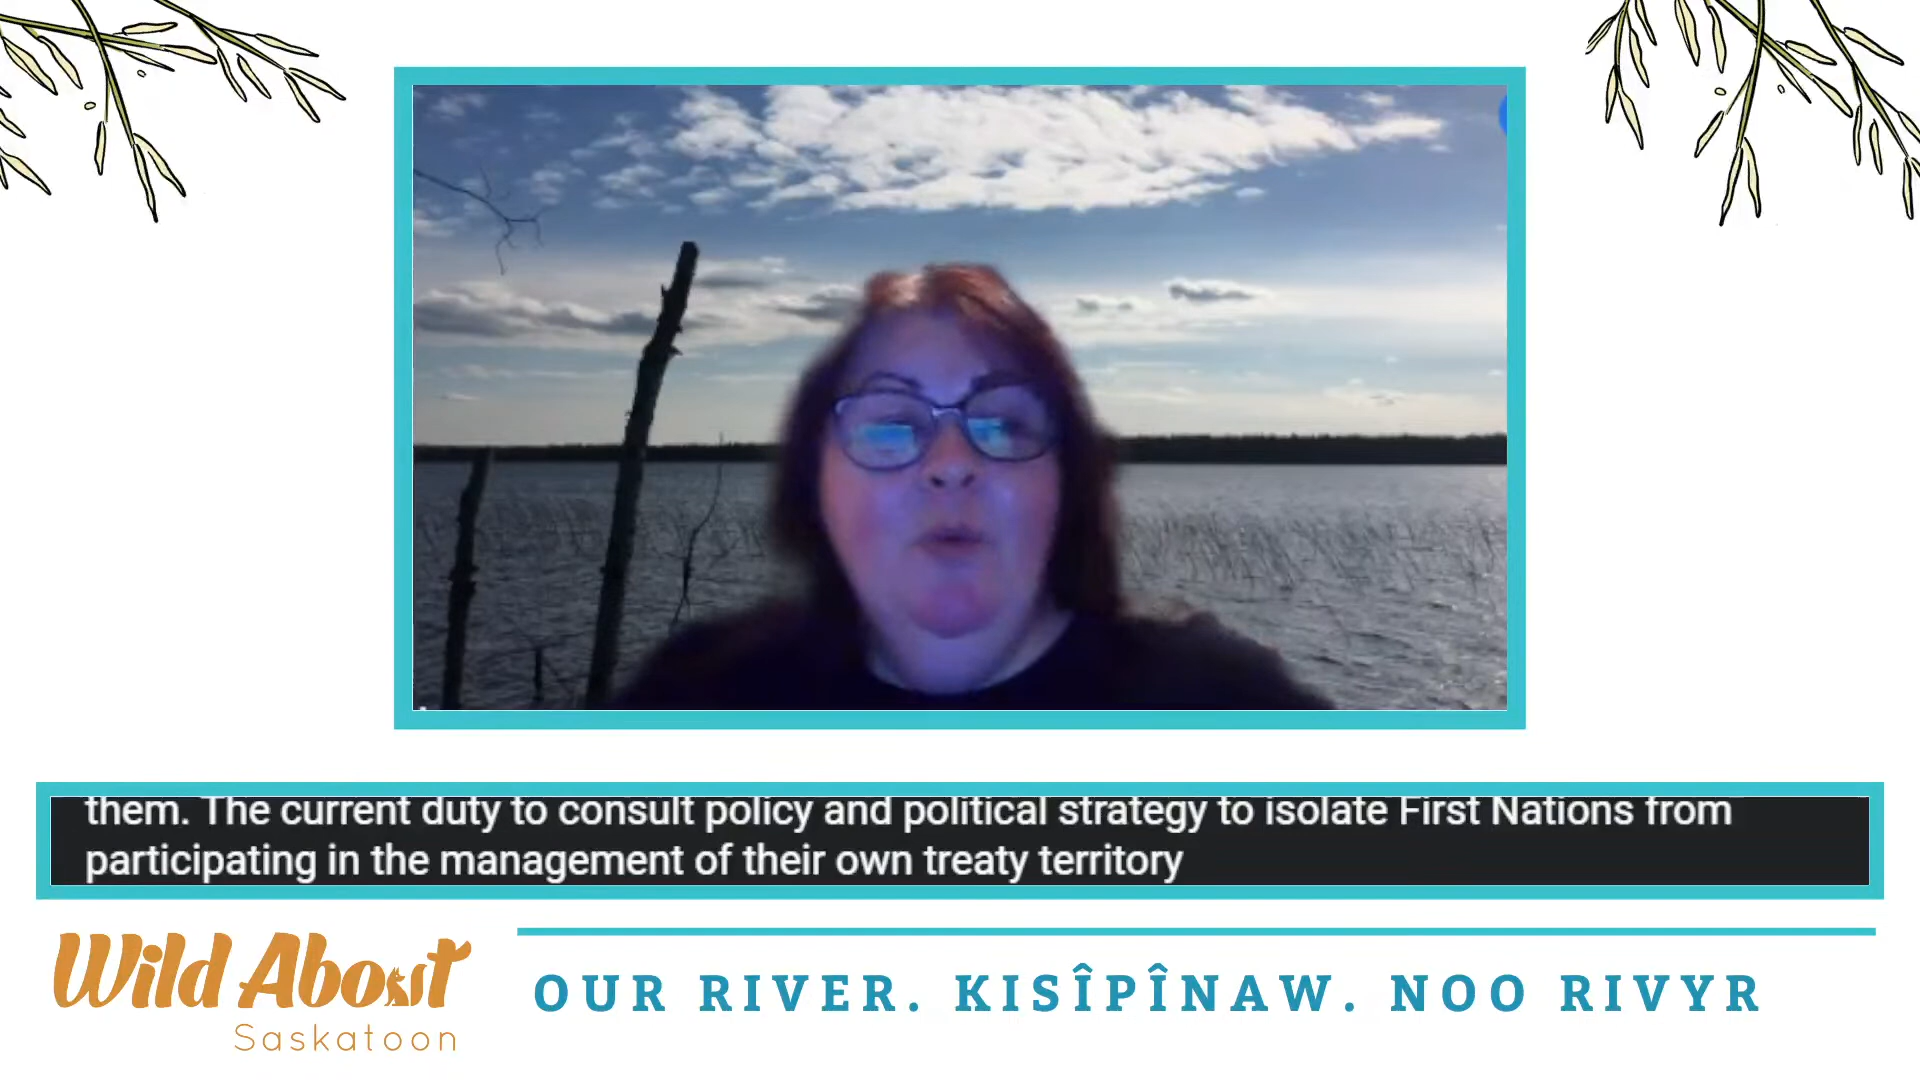 them. The current duty to consult policy and political strategy to isolate First Nations from
participating in the management of their own treaty territory
Wild About
Saskatoon
OUR RIVER. KISÎPÎNAW. NOO RIVYR